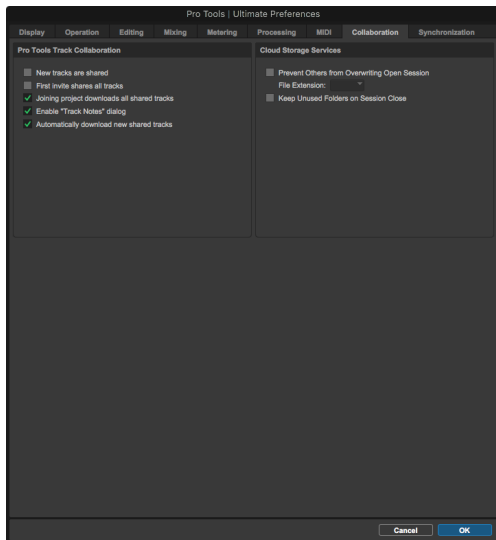 Pro Tools | Ultimate Preferences
Display Operation Editing Mixing Metering Processing MIDI Collaboration Synchronization
Pro Tools Track Collaboration
New tracks are shared
First invite shares all tracks
Joining project downloads all shared tracks
Enable "Track Notes" dialog
Automatically download new shared tracks
Cloud Storage Services
Prevent Others from Overwriting Open Session
File Extension:
Keep Unused Folders on Session Close
Cancel OK